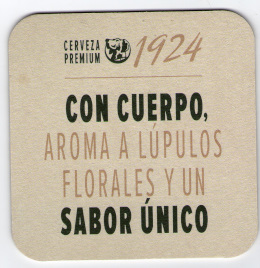 CERVEZA
PREMIUM
1924
CON CUERPO,
AROMA A LÚPULOS
FLORALES Y UN
SABOR ÚNICO